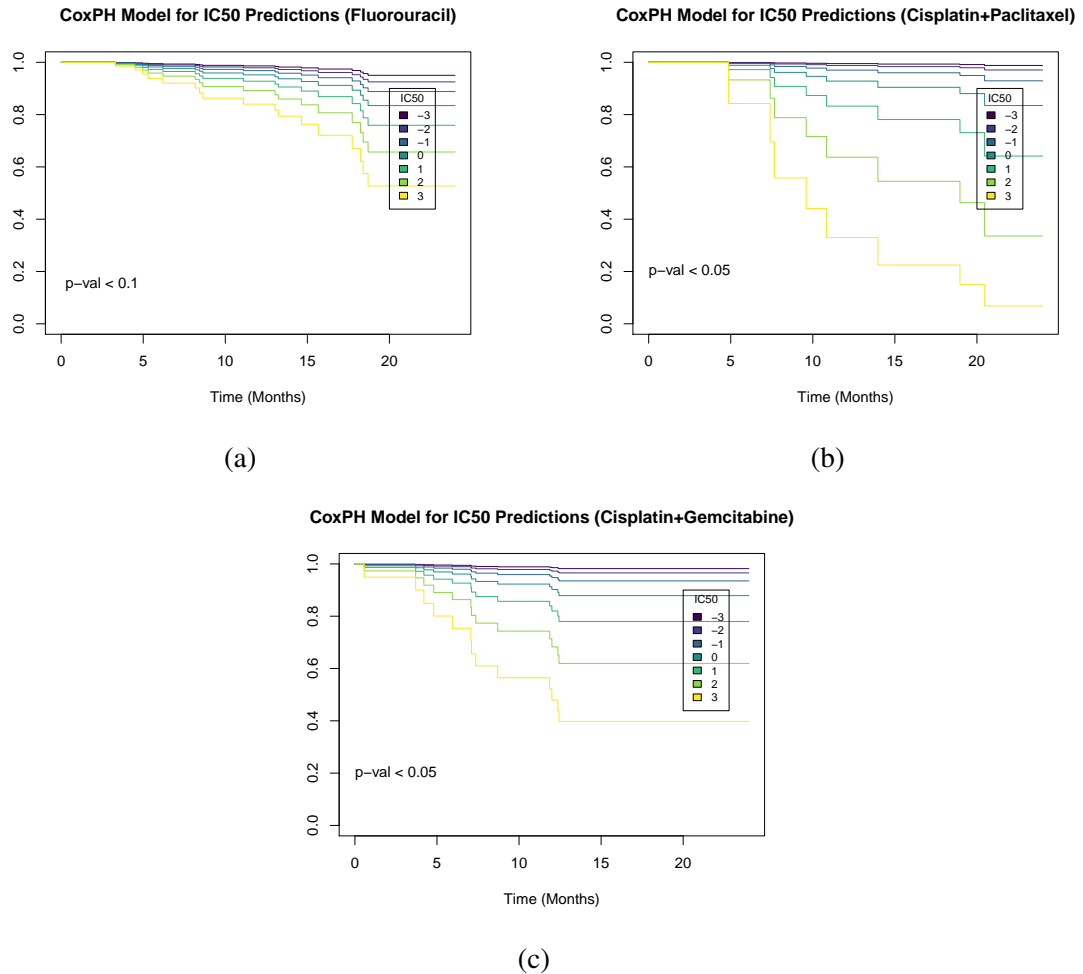 CoxPH Model for IC50 Predictions (Fluorouracil)
1.0
0.8
0.6
0.4
0.2
0.0
IC50
−3
−2
−1
0
1
2
3
p−val < 0.1
0 5 10 15 20
Time (Months)
(a)
CoxPH Model for IC50 Predictions (Cisplatin+Paclitaxel)
1.0
0.8
0.6
0.4
0.2
0.0
IC50
−3
−2
−1
0
1
2
3
p−val < 0.05
0 5 10 15 20
Time (Months)
(b)
CoxPH Model for IC50 Predictions (Cisplatin+Gemcitabine)
1.0
0.8
0.6
0.4
0.2
0.0
IC50
−3
−2
−1
0
1
2
3
p−val < 0.05
0 5 10 15 20
Time (Months)
(c)